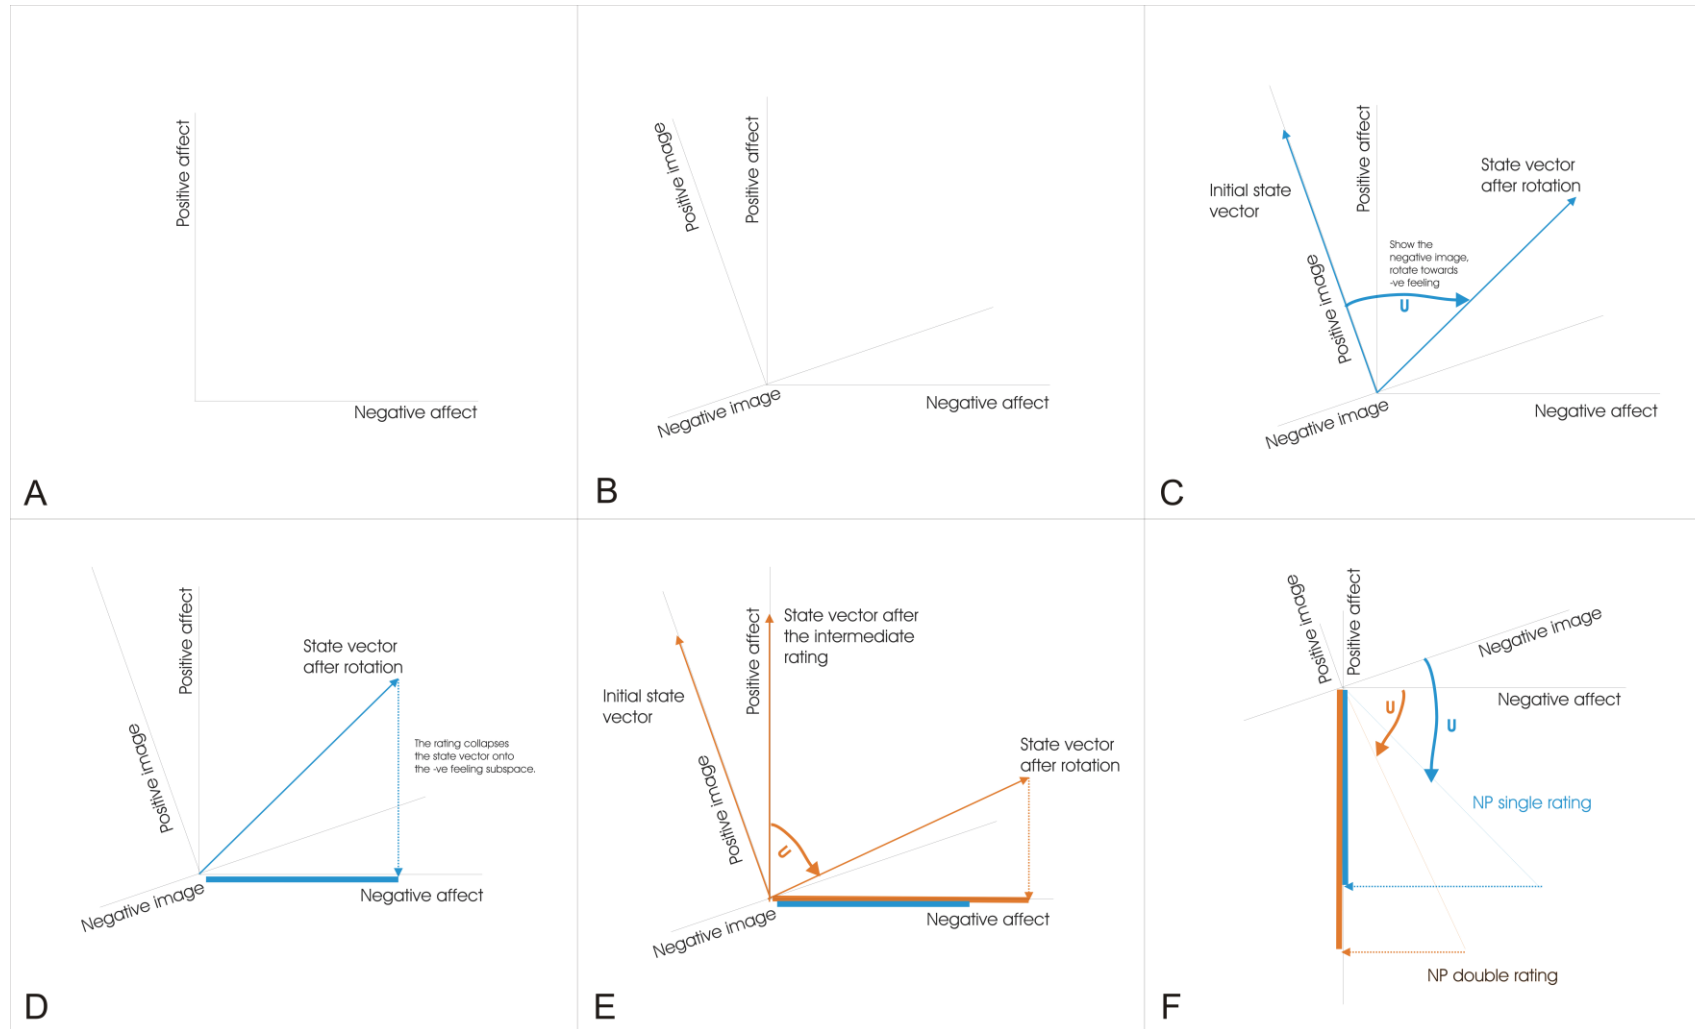 Positive affect
Negative affect
A
Positive image
Positive affect
Negative image
Negative affect
B
Initial state
vector
Positive image
Positive affect
Show the
negative image,
rotate towards
-ve feeling
U
State vector
after rotation
Negative image
Negative affect
C
Positive image
Positive affect
State vector
after rotation
The rating collapses
the state vector onto
the -ve feeling subspace.
Negative image
Negative affect
D
Initial state
vector
Positive image
Positive affect
State vector after
the intermediate
rating
U
State vector
after rotation
Negative image
Negative affect
E
Positive image
Positive affect
Negative image
Negative affect
U
U
NP single rating
NP double rating
F